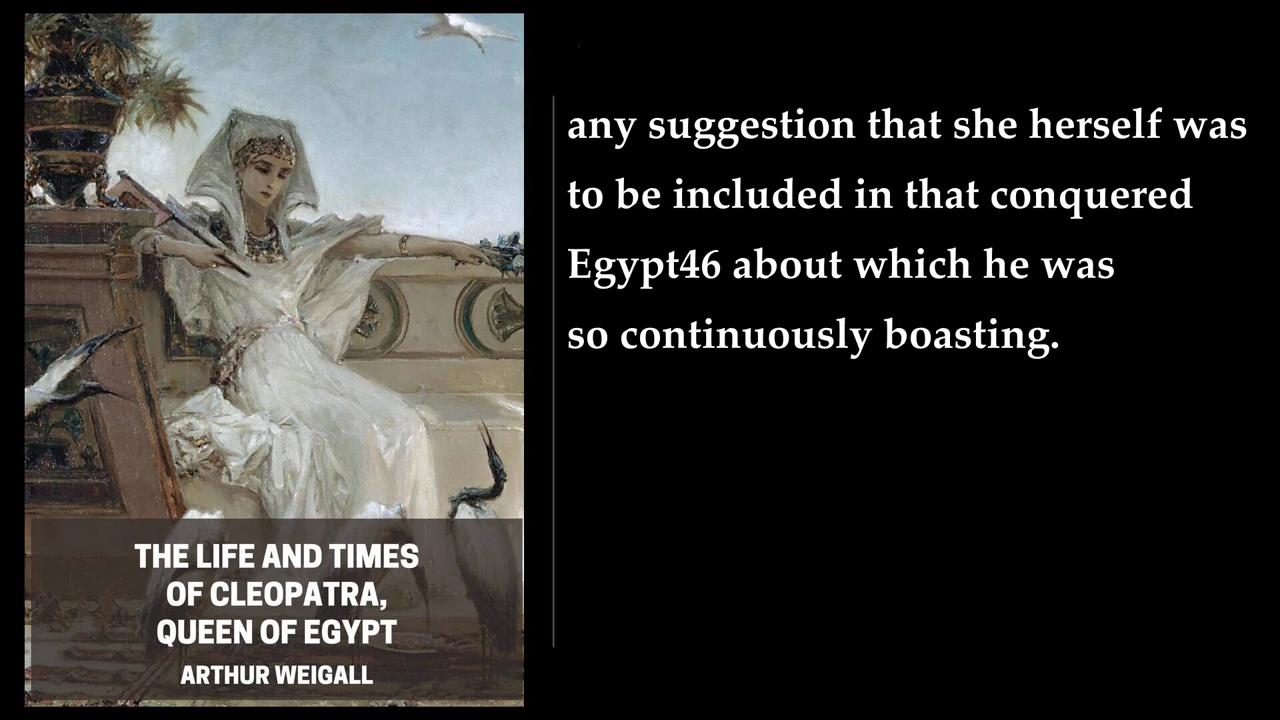 any suggestion that she herself was
to be included in that conquered
Egypt46 about which he was
so continuously boasting.
THE LIFE AND TIMES
OF CLEOPATRA,
QUEEN OF EGYPT
ARTHUR WEIGALL